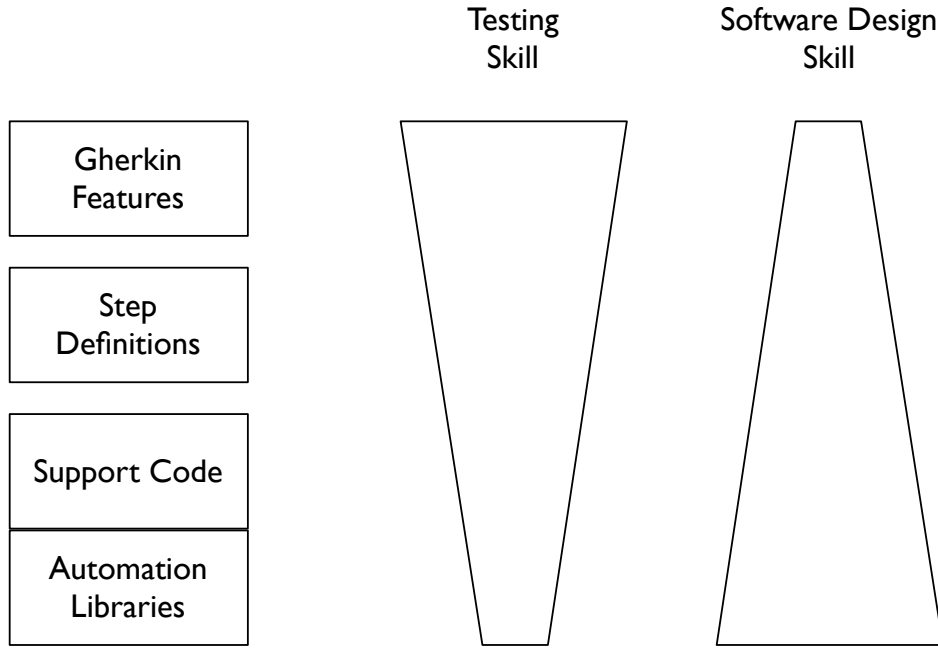 Testing
Skill
Software Design
Skill
Gherkin
Features
Step
Definitions
Support Code
Automation
Libraries